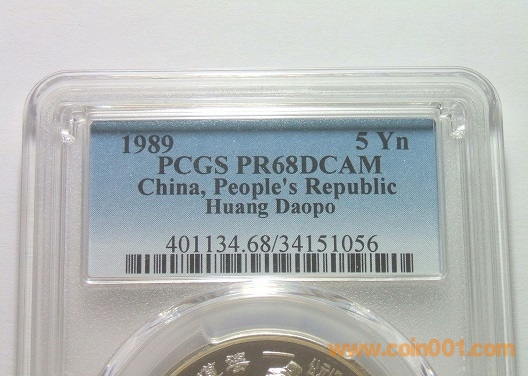 1989 5 Yn
PCGS PR68DCAM
China, People's Republic
Huang Daopo
401134.68/34151056
www.coin001.com